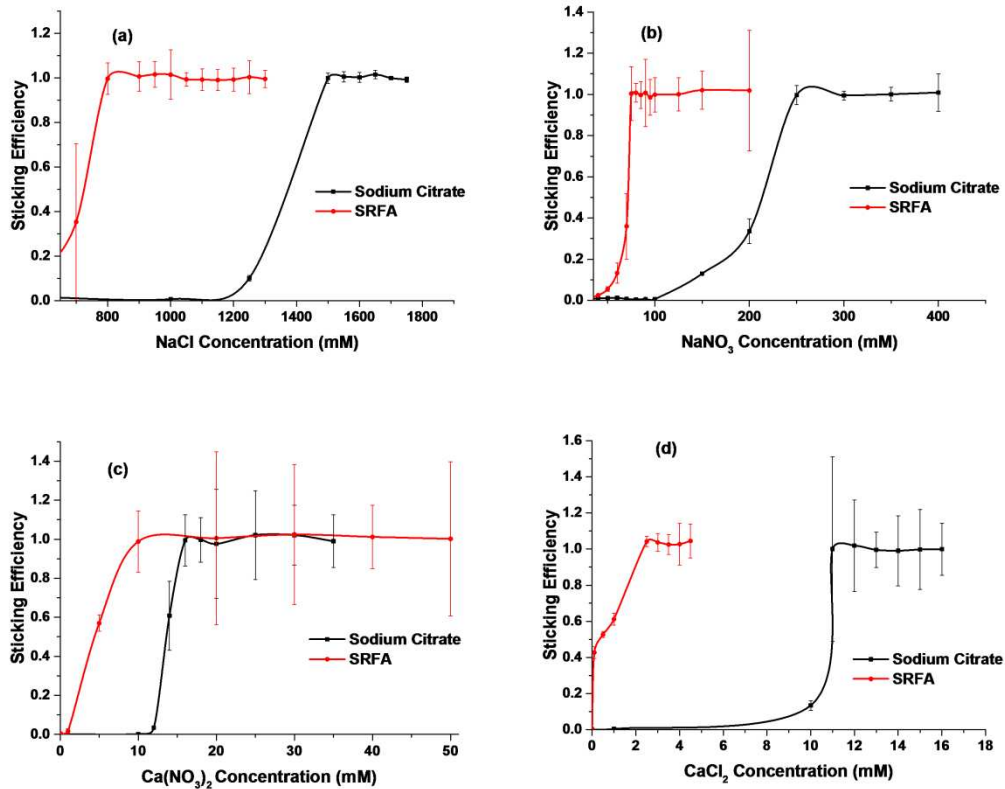 (a)
Sticking Efficiency
1.2
1.0
0.8
0.6
0.4
0.2
0.0
Sodium Citrate
SRFA
800 1000 1200 1400 1600 1800
NaCl Concentration (mM)
(b)
Sticking Efficiency
1.4
1.2
1.0
0.8
0.6
0.4
0.2
0.0
Sodium Citrate
SRFA
100 200 300 400
NaNO₃ Concentration (mM)
(c)
Sticking Efficiency
1.4
1.2
1.0
0.8
0.6
0.4
0.2
0.0
Sodium Citrate
SRFA
0 10 20 30 40 50
Ca(NO₃)₂ Concentration (mM)
(d)
Sticking Efficiency
1.6
1.4
1.2
1.0
0.8
0.6
0.4
0.2
0.0
Sodium Citrate
SRFA
0 2 4 6 8 10 12 14 16
CaCl₂ Concentration (mM)